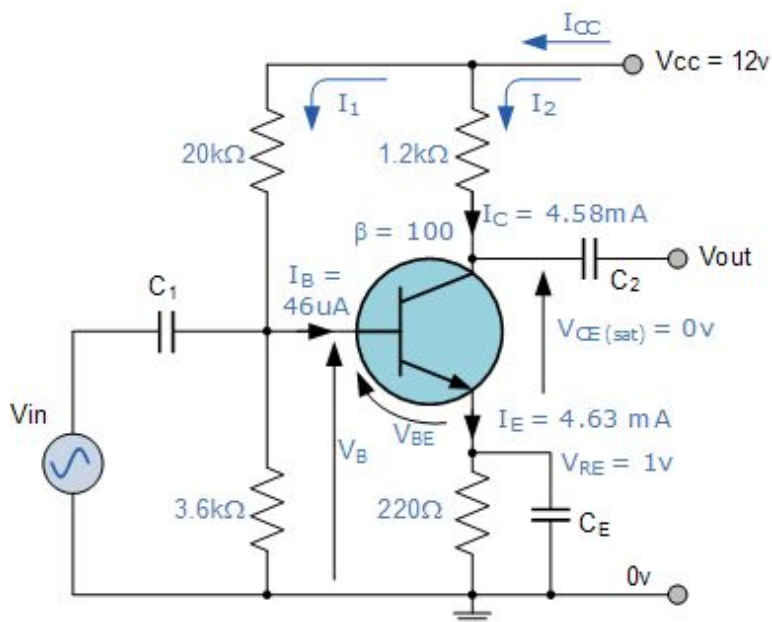 I_CC
Vcc = 12v
I_1
I_2
20kΩ
1.2kΩ
I_C = 4.58mA
β = 100
Vout
C_1
I_B =
46uA
C_2
V_CE(sat) = 0v
Vin
V_BE
I_E = 4.63 mA
V_B
V_RE = 1v
3.6kΩ
220Ω
C_E
0v